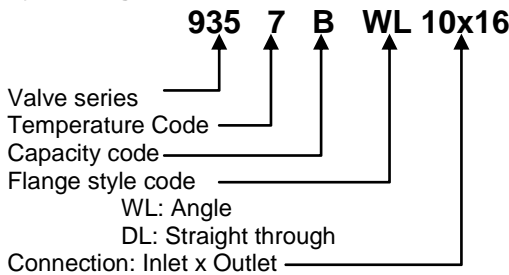 935 7 B WL 10x16
Valve series
Temperature Code
Capacity code
Flange style code
WL: Angle
DL: Straight through
Connection: Inlet x Outlet